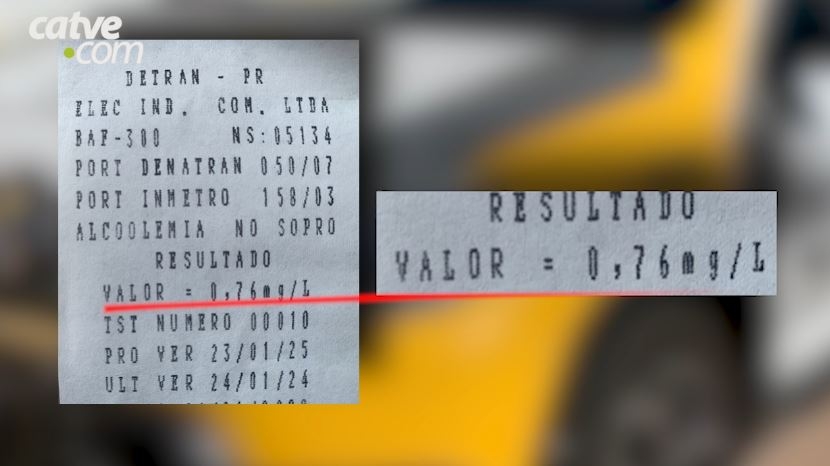 catve
.com
DETRAN - PR
ELEC IND. COM. LTDA
BAF-300 NS:05134
PORT DENATRAN 050/07
PORT INMETRO 158/03
ALCOOLEMIA NO SOPRO
RESULTADO
VALOR = 0,76mg/L
TST NUMERO 00010
PRO VER 23/01/25
ULT VER 24/01/24
RESULTADO
VALOR = 0,76mg/L